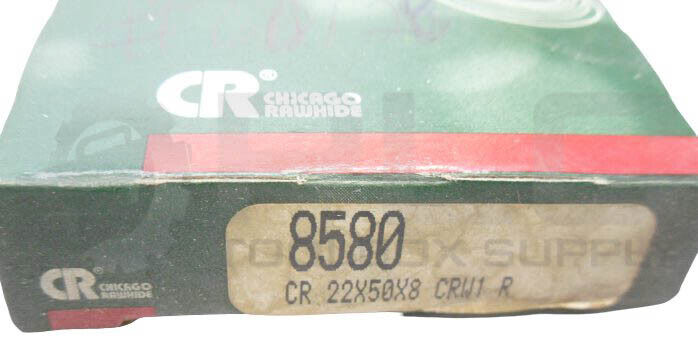 CR® CHICAGO
RAWHIDE
8580
CR 22X50X8 CRW1 R
CR CHICAGO
RAWHIDE